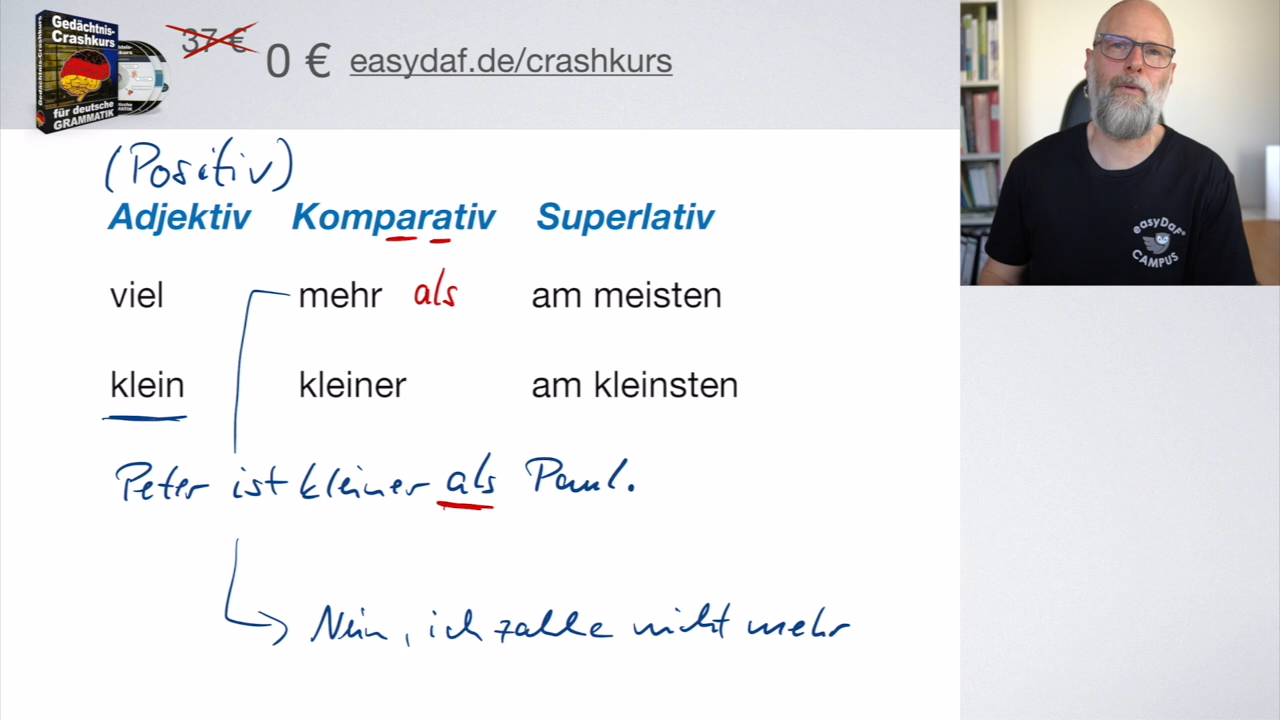 Gedächtnis-
Crashkurs
für deutsche
GRAMMATIK
37 € 0 € easydaf.de/crashkurs
(Positiv)
Adjektiv Komparativ Superlativ
viel mehr als am meisten
klein kleiner am kleinsten
Peter ist kleiner als Paul.
Nein, ich zahle nicht mehr
easyDaF®
CAMPUS